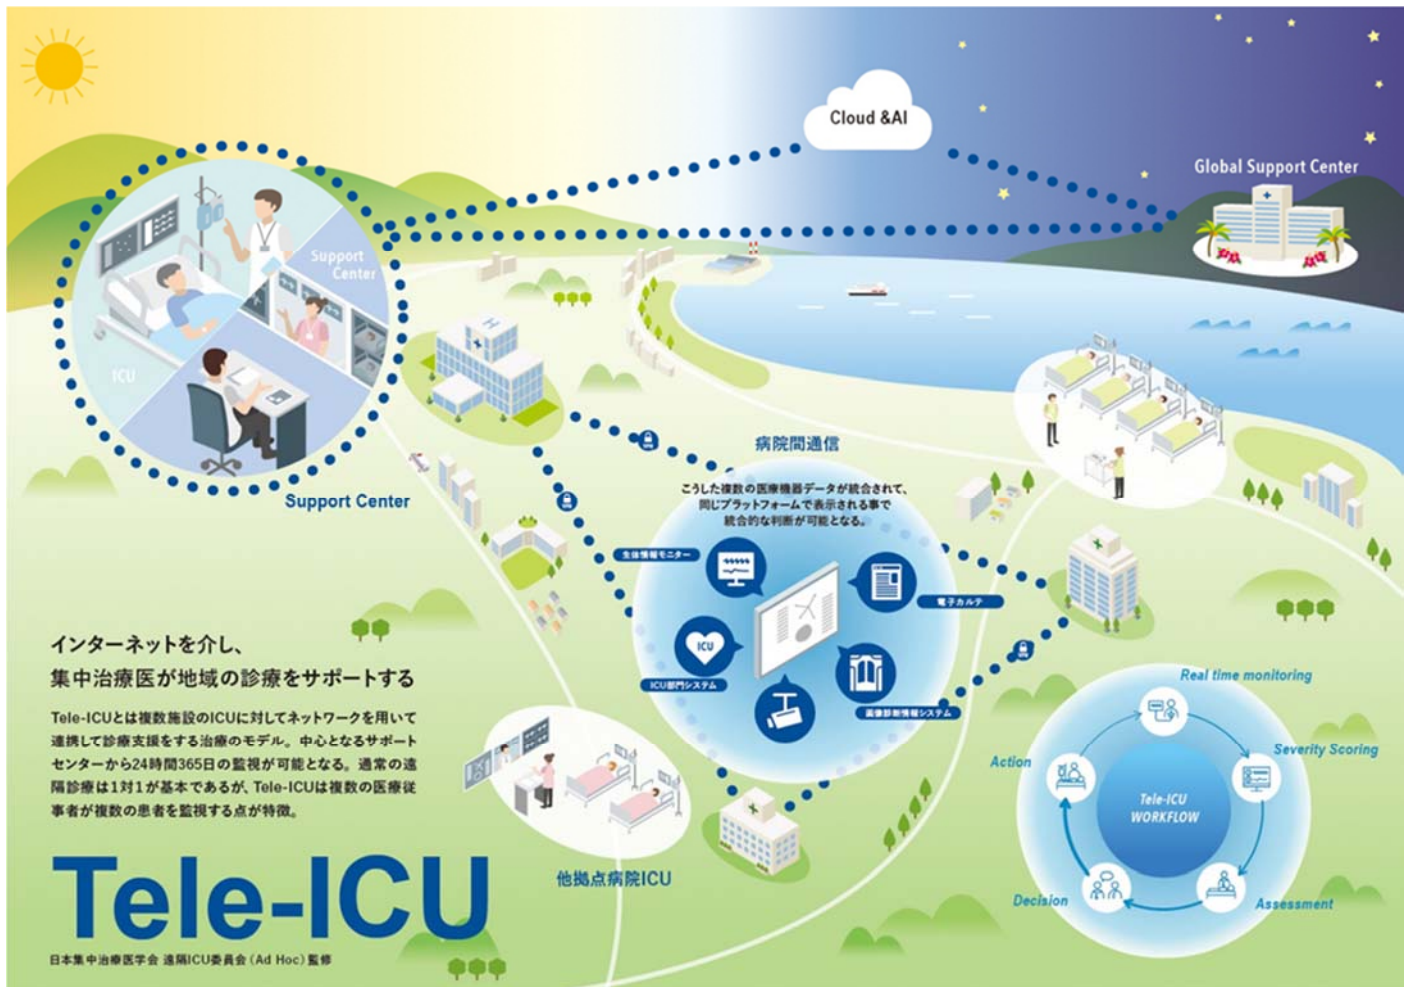 Cloud &AI
Global Support Center
Support
Center
ICU
Support Center
病院間通信
こうした複数の医療機器データが統合されて、
同じプラットフォームで表示される事で
統合的な判断が可能となる。
生体情報モニター
電子カルテ
ICU
ICU部門システム
画像診断情報システム
インターネットを介し、
集中治療医が地域の診療をサポートする
Tele-ICUとは複数施設のICUに対してネットワークを用いて
連携して診療支援をする治療のモデル。中心となるサポート
センターから24時間365日の監視が可能となる。通常の遠
隔診療は1対1が基本であるが、Tele-ICUは複数の医療従
事者が複数の患者を監視する点が特徴。
Tele-ICU
日本集中治療医学会 遠隔ICU委員会（Ad Hoc）監修
他拠点病院ICU
Real time monitoring
Severity Scoring
Action
Tele-ICU
WORKFLOW
Decision
Assessment
H